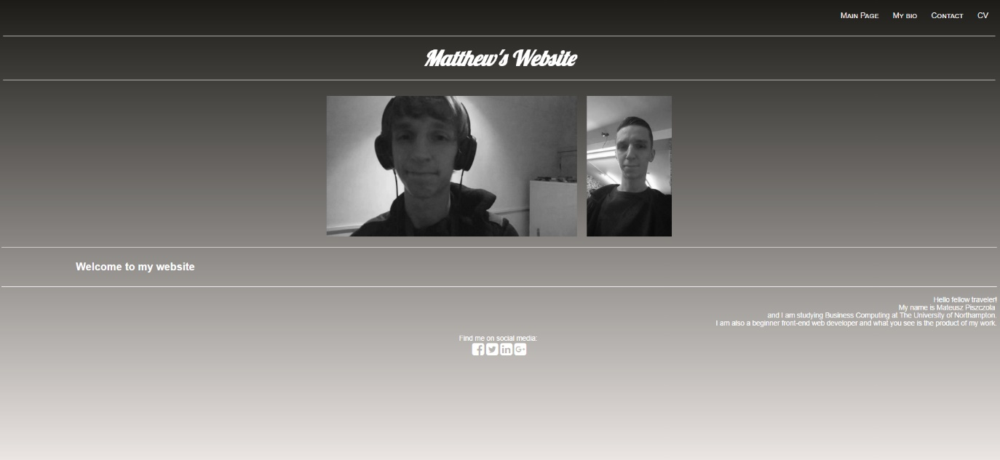 Main Page My bio Contact CV
Matthew's Website
Welcome to my website
Hello fellow traveler!
My name is Mateusz Piszczola
and I am studying Business Computing at The University of Northampton.
I am also a beginner front-end web developer and what you see is the product of my work.
Find me on social media: